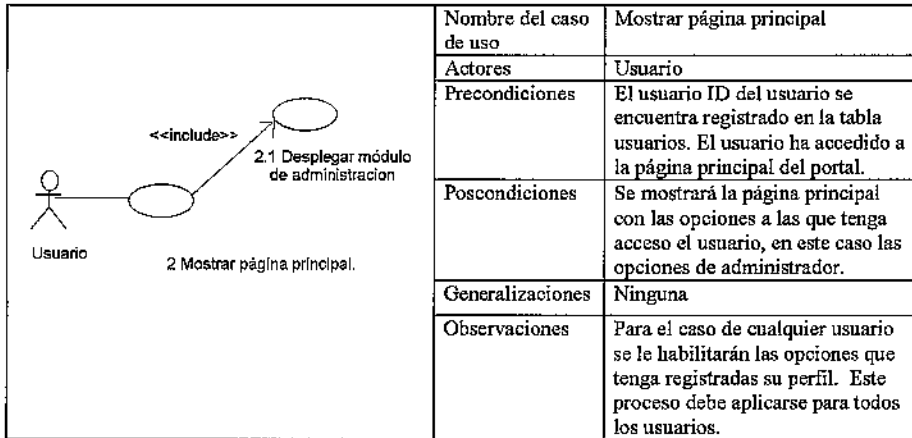 <<include>>
2.1 Desplegar módulo
de administracion
Usuario
2 Mostrar página principal.
Nombre del caso
de uso
Mostrar página principal
Actores
Usuario
Precondiciones
El usuario ID del usuario se
encuentra registrado en la tabla
usuarios. El usuario ha accedido a
la página principal del portal.
Poscondiciones
Se mostrará la página principal
con las opciones a las que tenga
acceso el usuario, en este caso las
opciones de administrador.
Generalizaciones
Ninguna
Observaciones
Para el caso de cualquier usuario
se le habilitarán las opciones que
tenga registradas su perfil. Este
proceso debe aplicarse para todos
los usuarios.